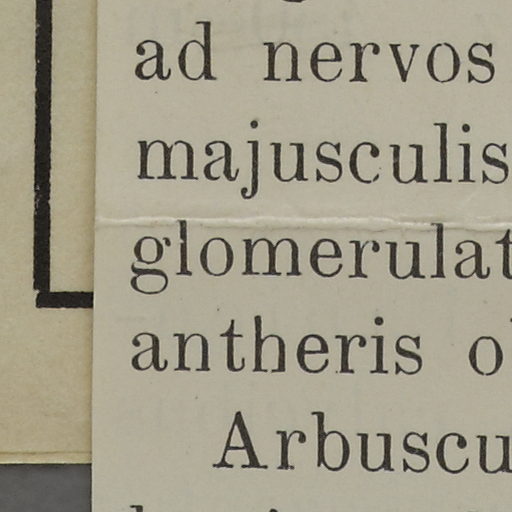 ad nervos
majusculis
glomerulat
antheris o
Arbuscu